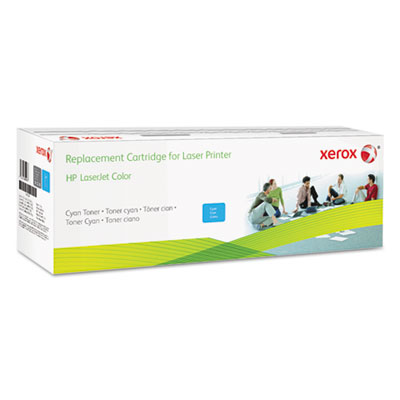 Replacement Cartridge for Laser Printer
xerox
HP LaserJet Color
Cyan Toner • Toner cyan • Tóner cian •
Toner Cyan • Toner ciano
Cyan